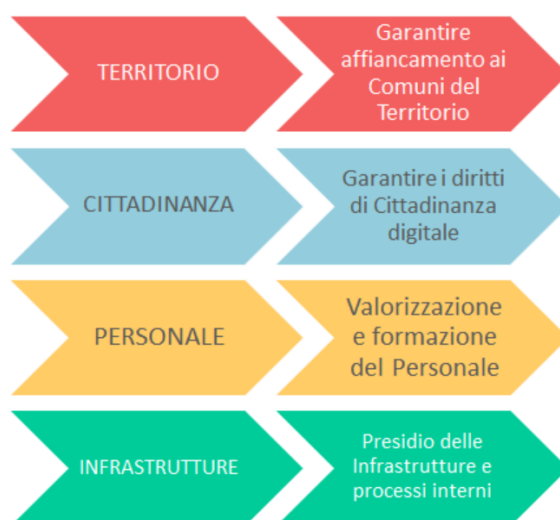 TERRITORIO
Garantire
affiancamento ai
Comuni del
Territorio
CITTADINANZA
Garantire i diritti
di Cittadinanza
digitale
PERSONALE
Valorizzazione
e formazione
del Personale
INFRASTRUTTURE
Presidio delle
Infrastrutture e
processi interni